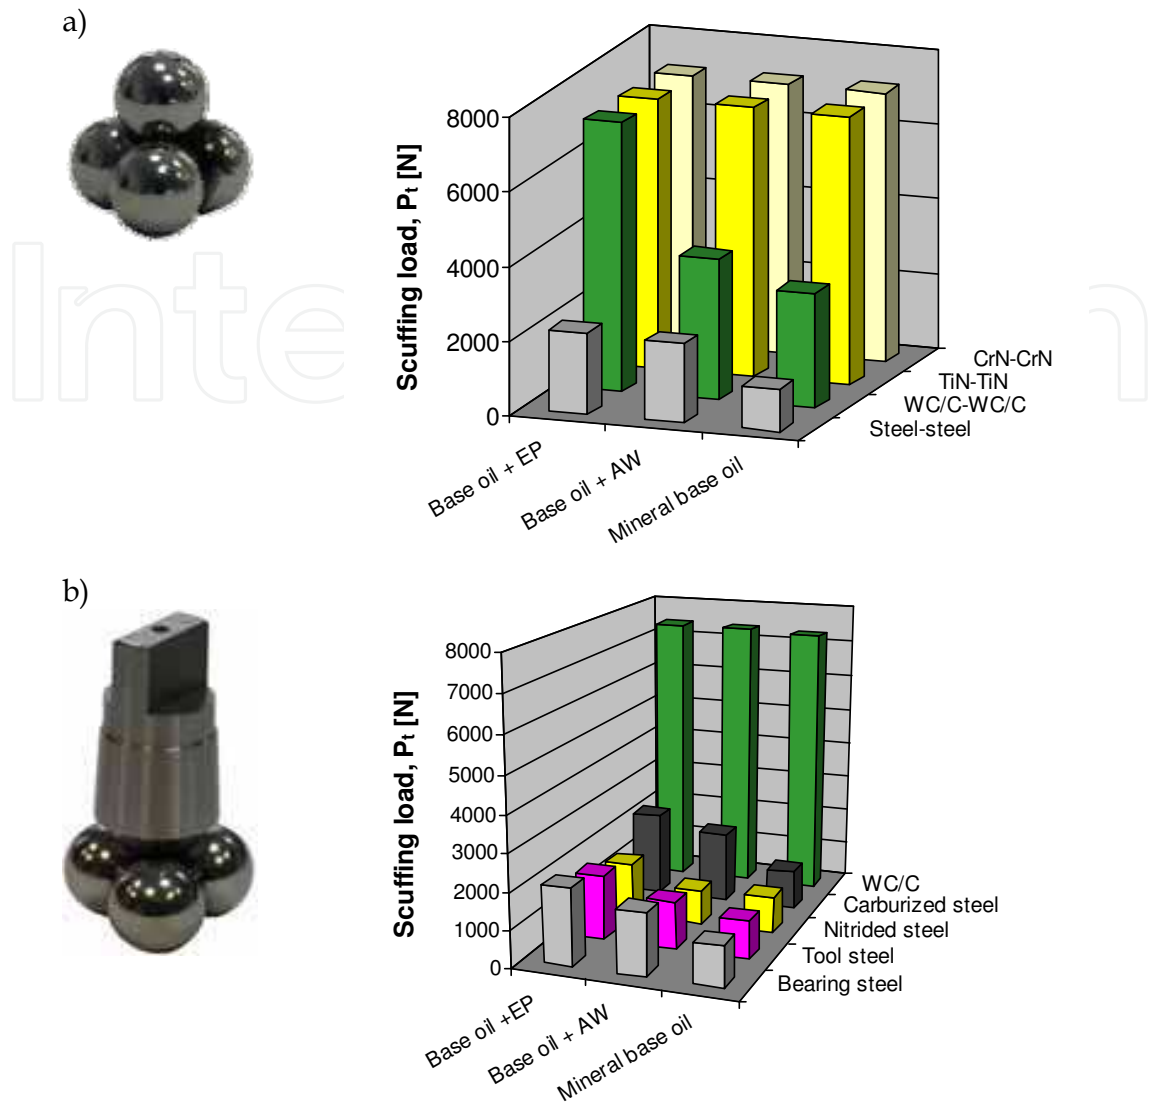 a)
Scuffing load, Pt [N]
8000
6000
4000
2000
0
CrN-CrN
TiN-TiN
WC/C-WC/C
Steel-steel
Base oil + EP
Base oil + AW
Mineral base oil
b)
Scuffing load, Pt [N]
8000
7000
6000
5000
4000
3000
2000
1000
0
WC/C
Carburized steel
Nitrided steel
Tool steel
Bearing steel
Base oil +EP
Base oil + AW
Mineral base oil